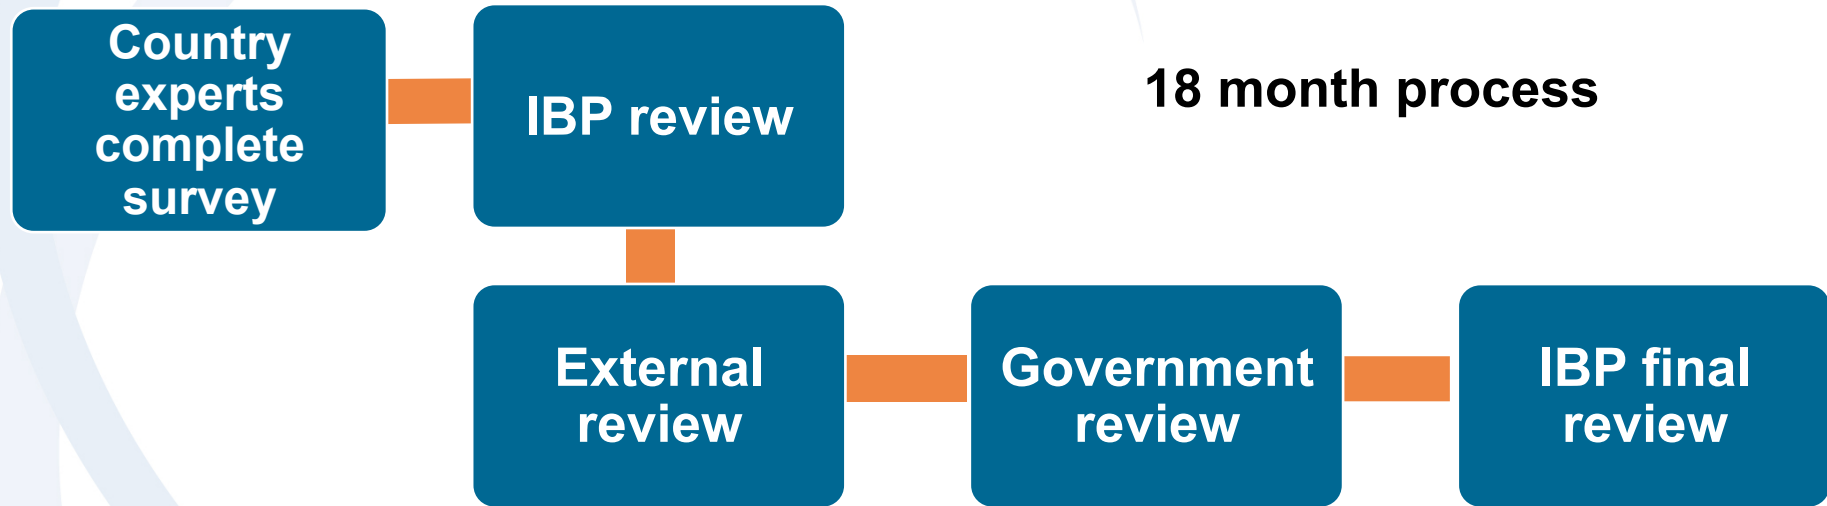 Country
experts
complete
survey
IBP review
18 month process
External
review
Government
review
IBP final
review